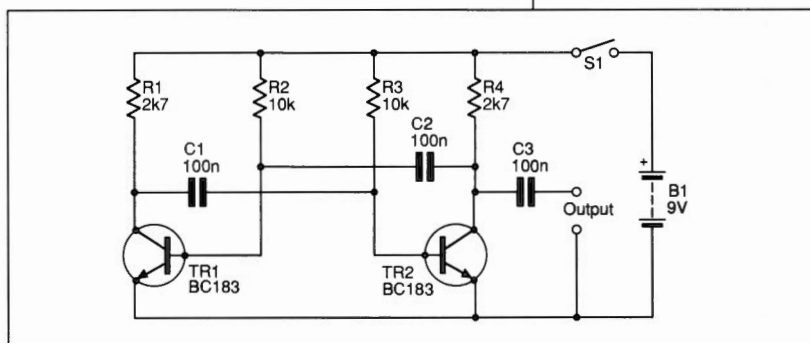 R1
2k7
R2
10k
R3
10k
R4
2k7
S1
C1
100n
C2
100n
C3
100n
+
B1
9V
Output
TR1
BC183
TR2
BC183